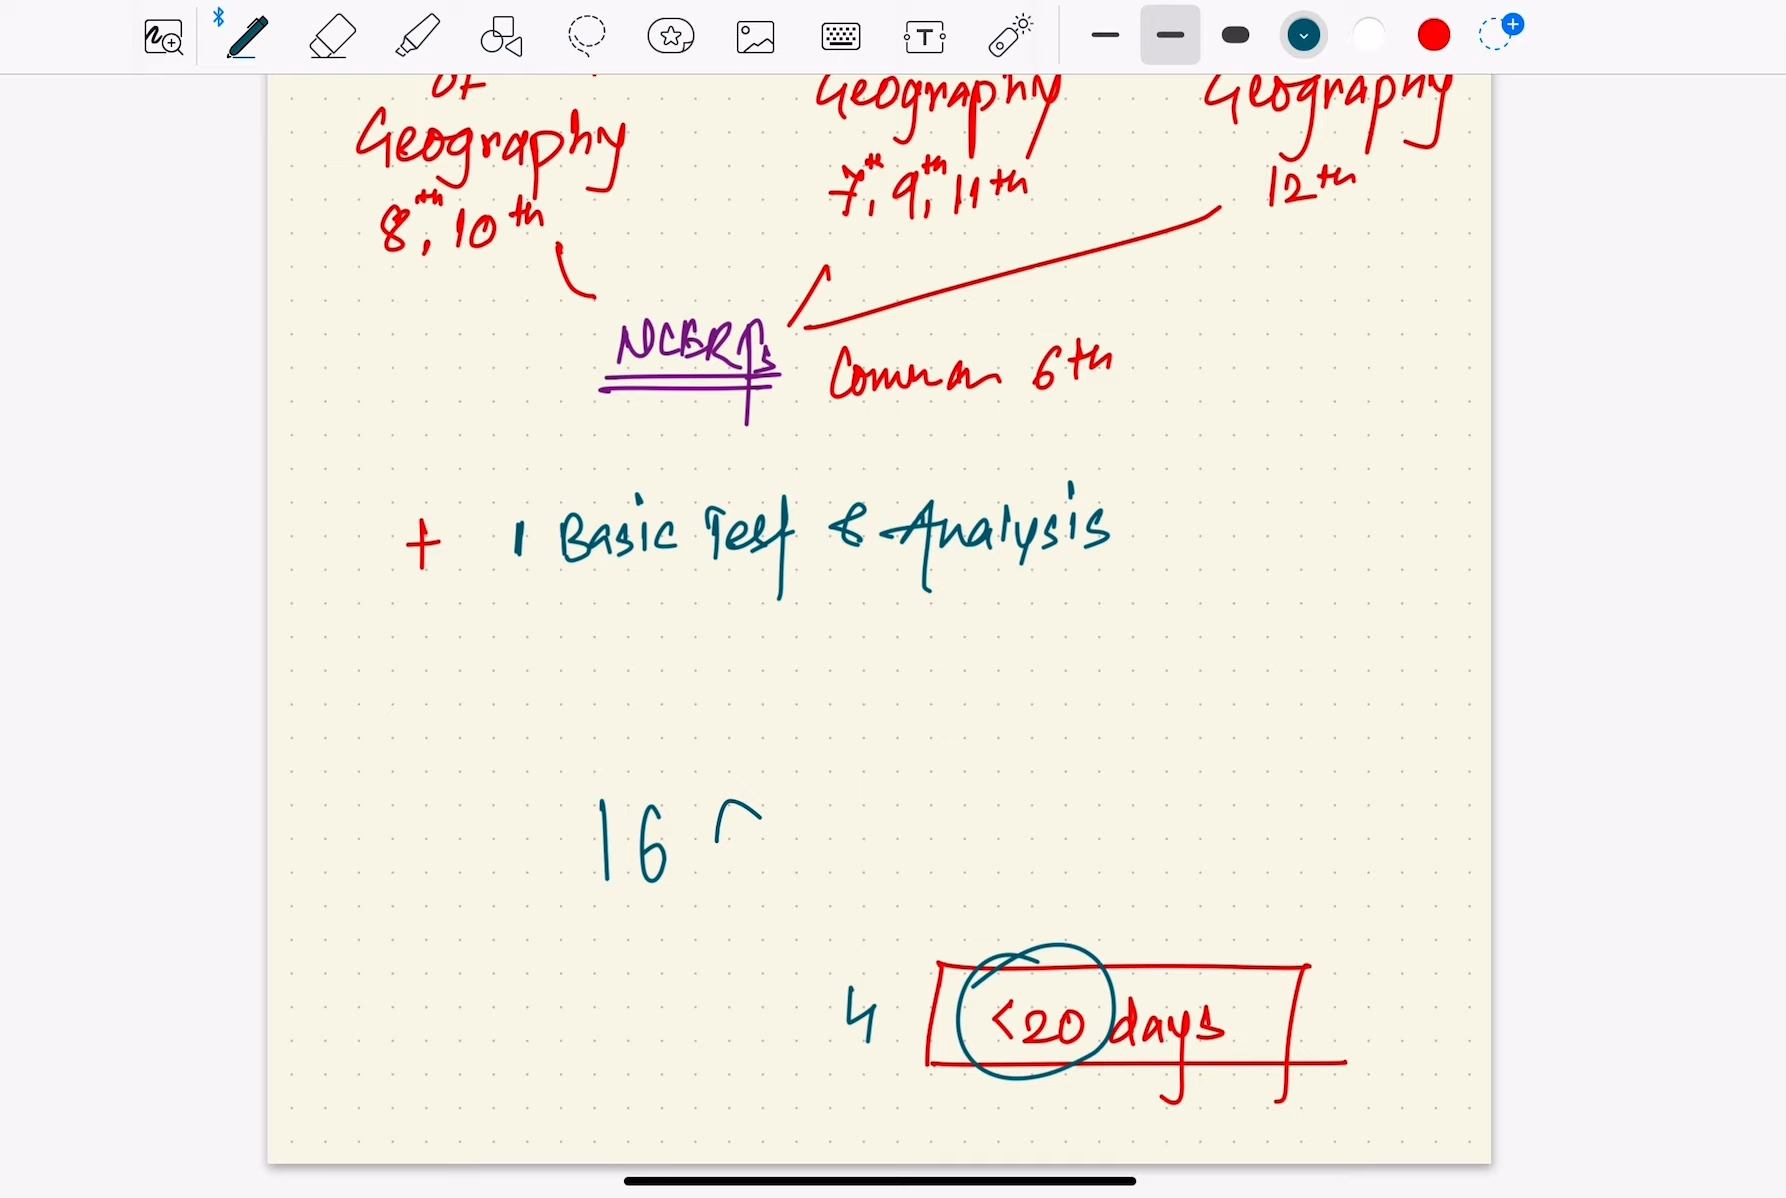 of
Geography
8th, 10th
Geography
7th, 9th, 11th
Geography
12th
NCERTs
Common 6th
+ 1 Basic Test & Analysis
16
4
<20 days